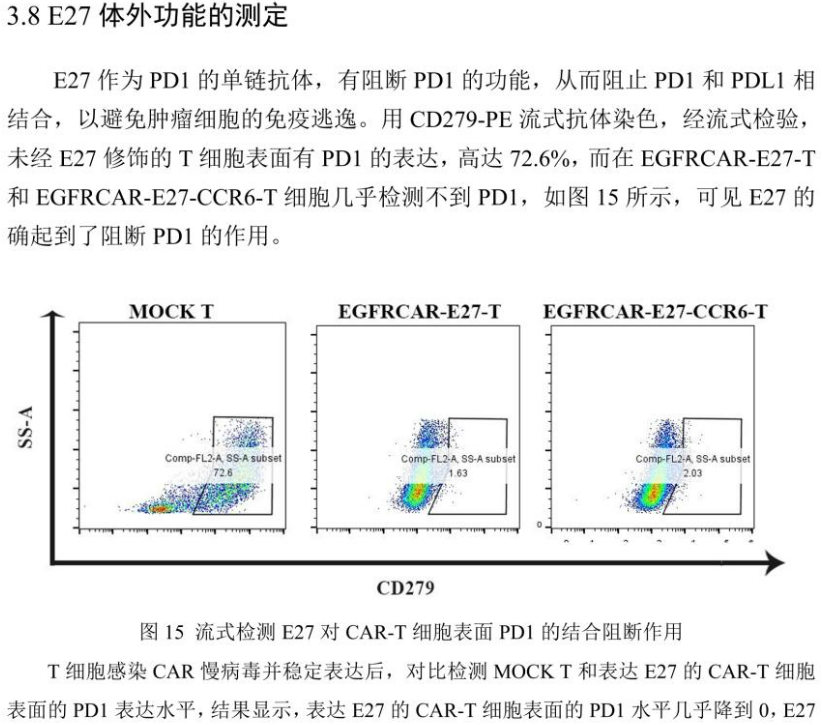 3.8 E27 体外功能的测定
E27 作为 PD1 的单链抗体，有阻断 PD1 的功能，从而阻止 PD1 和 PDL1 相
结合，以避免肿瘤细胞的免疫逃逸。用 CD279-PE 流式抗体染色，经流式检验，
未经 E27 修饰的 T 细胞表面有 PD1 的表达，高达 72.6%，而在 EGFRCAR-E27-T
和 EGFRCAR-E27-CCR6-T 细胞几乎检测不到 PD1，如图 15 所示，可见 E27 的
确起到了阻断 PD1 的作用。
MOCK T
EGFRCAR-E27-T
EGFRCAR-E27-CCR6-T
SS-A
Comp-FL2-A, SS-A subset
72.6
Comp-FL2-A, SS-A subset
1.63
Comp-FL2-A, SS-A subset
2.03
0
CD279
图 15 流式检测 E27 对 CAR-T 细胞表面 PD1 的结合阻断作用
T 细胞感染 CAR 慢病毒并稳定表达后，对比检测 MOCK T 和表达 E27 的 CAR-T 细胞
表面的 PD1 表达水平，结果显示，表达 E27 的 CAR-T 细胞表面的 PD1 水平几乎降到 0，E27